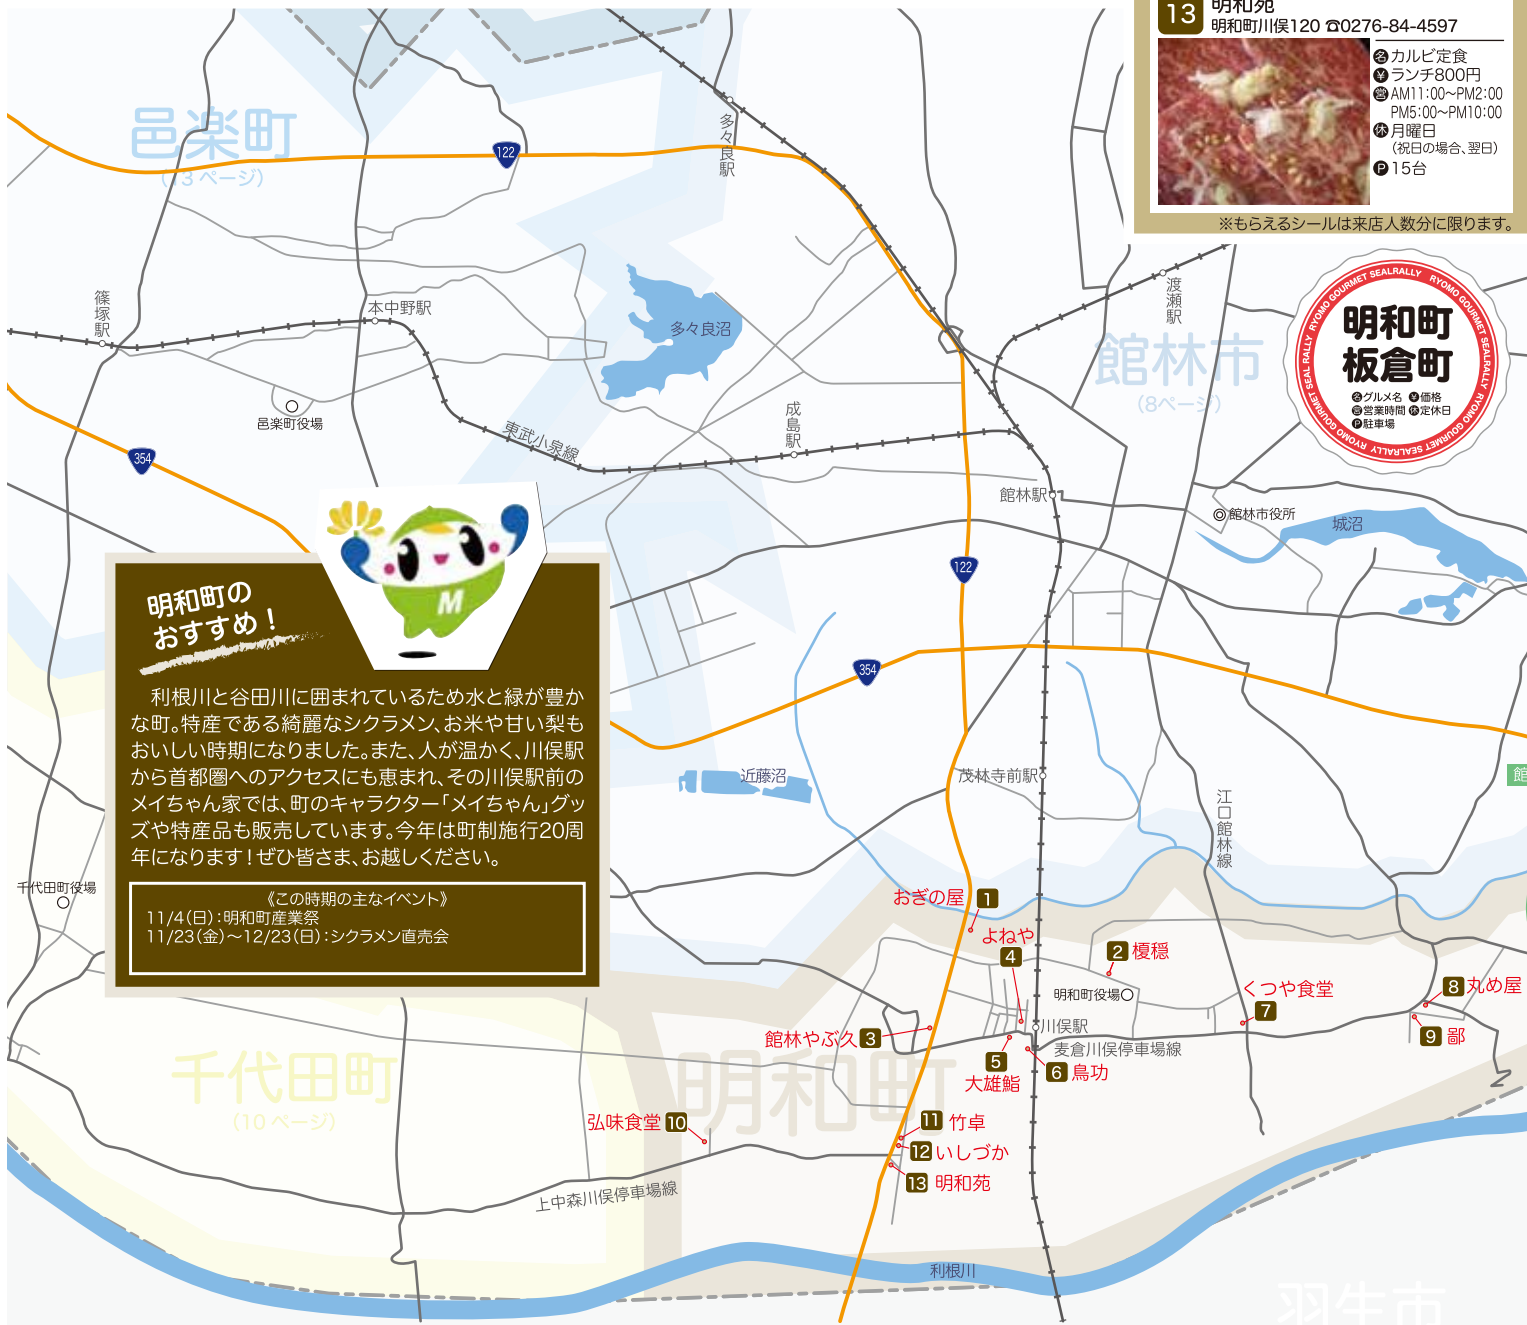 13 明和苑
明和町川俣120 ☎0276-84-4597
名 カルビ定食
¥ ランチ800円
営 AM11:00〜PM2:00
PM5:00〜PM10:00
休 月曜日
(祝日の場合、翌日)
P 15台
※もらえるシールは来店人数分に限ります。
RYOMO GOURMET SEALRALLY
明和町
板倉町
名グルメ名 ¥価格
営営業時間 休定休日
P駐車場
邑楽町
(13 ページ)
122
多々良駅
篠塚駅
本中野駅
多々良沼
渡瀬駅
館林市
(8ページ)
邑楽町役場
成島駅
東武小泉線
354
館林駅
館林市役所
城沼
122
354
明和町の
おすすめ!
M
利根川と谷田川に囲まれているため水と緑が豊か
な町。特産である綺麗なシクラメン、お米や甘い梨も
おいしい時期になりました。また、人が温かく、川俣駅
から首都圏へのアクセスにも恵まれ、その川俣駅前の
メイちゃん家では、町のキャラクター「メイちゃん」グッ
ズや特産品も販売しています。今年は町制施行20周
年になります!ぜひ皆さま、お越しください。
《この時期の主なイベント》
11/4(日):明和町産業祭
11/23(金)〜12/23(日):シクラメン直売会
近藤沼
茂林寺前駅
江口館林線
館
千代田町役場
おぎの屋 1
よねや
4
2 榎穏
明和町役場
くつや食堂
7
8 丸め屋
9 鄙
館林やぶ久 3
川俣駅
麦倉川俣停車場線
5
大雄鮨
6 鳥功
千代田町
(10 ページ)
明和町
弘味食堂 10
11 竹卓
12 いしづか
13 明和苑
上中森川俣停車場線
利根川
羽生市